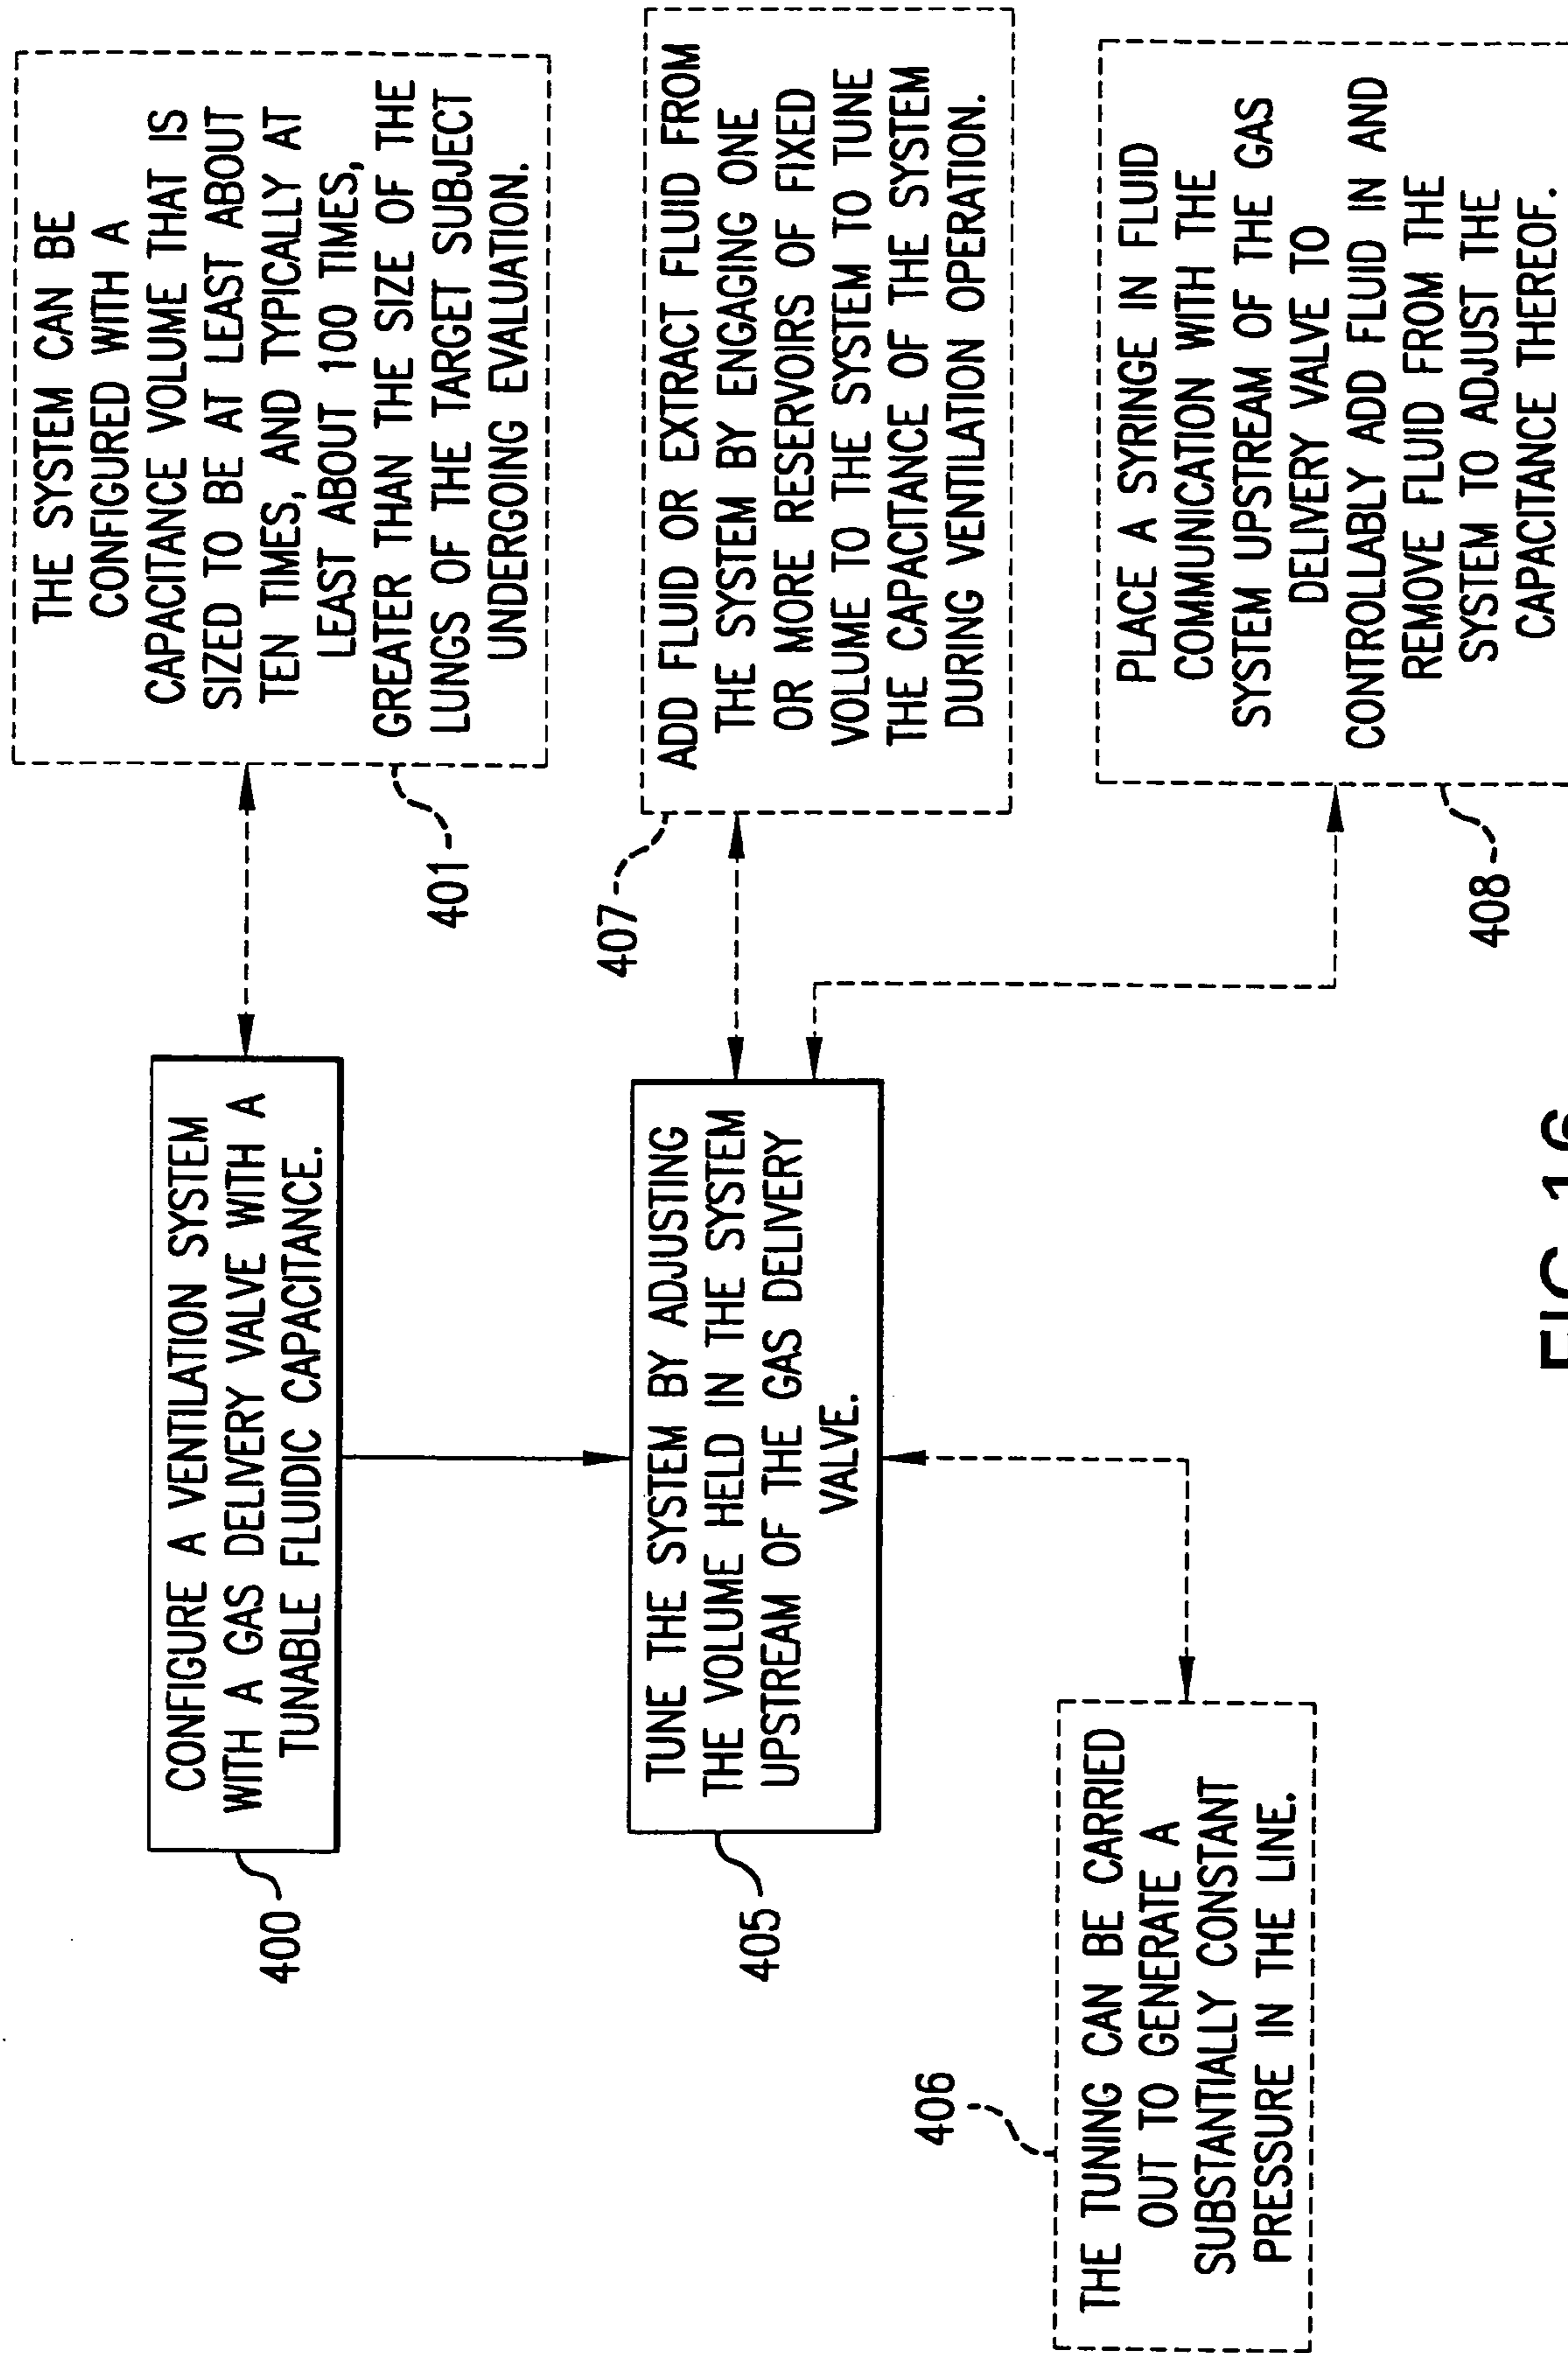 CONFIGURE A VENTILATION SYSTEM
WITH A GAS DELIVERY VALVE WITH A
TUNABLE FLUIDIC CAPACITANCE.
400
THE SYSTEM CAN BE
CONFIGURED WITH A
CAPACITANCE VOLUME THAT IS
SIZED TO BE AT LEAST ABOUT
TEN TIMES, AND TYPICALLY AT
LEAST ABOUT 100 TIMES,
GREATER THAN THE SIZE OF THE
LUNGS OF THE TARGET SUBJECT
UNDERGOING EVALUATION.
401
TUNE THE SYSTEM BY ADJUSTING
THE VOLUME HELD IN THE SYSTEM
UPSTREAM OF THE GAS DELIVERY
VALVE.
405
ADD FLUID OR EXTRACT FLUID FROM
THE SYSTEM BY ENGAGING ONE
OR MORE RESERVOIRS OF FIXED
VOLUME TO THE SYSTEM TO TUNE
THE CAPACITANCE OF THE SYSTEM
DURING VENTILATION OPERATION.
407
406
THE TUNING CAN BE CARRIED
OUT TO GENERATE A
SUBSTANTIALLY CONSTANT
PRESSURE IN THE LINE.
PLACE A SYRINGE IN FLUID
COMMUNICATION WITH THE
SYSTEM UPSTREAM OF THE GAS
DELIVERY VALVE TO
CONTROLLABLY ADD FLUID IN AND
REMOVE FLUID FROM THE
SYSTEM TO ADJUST THE
CAPACITANCE THEREOF.
408
FIG. 16